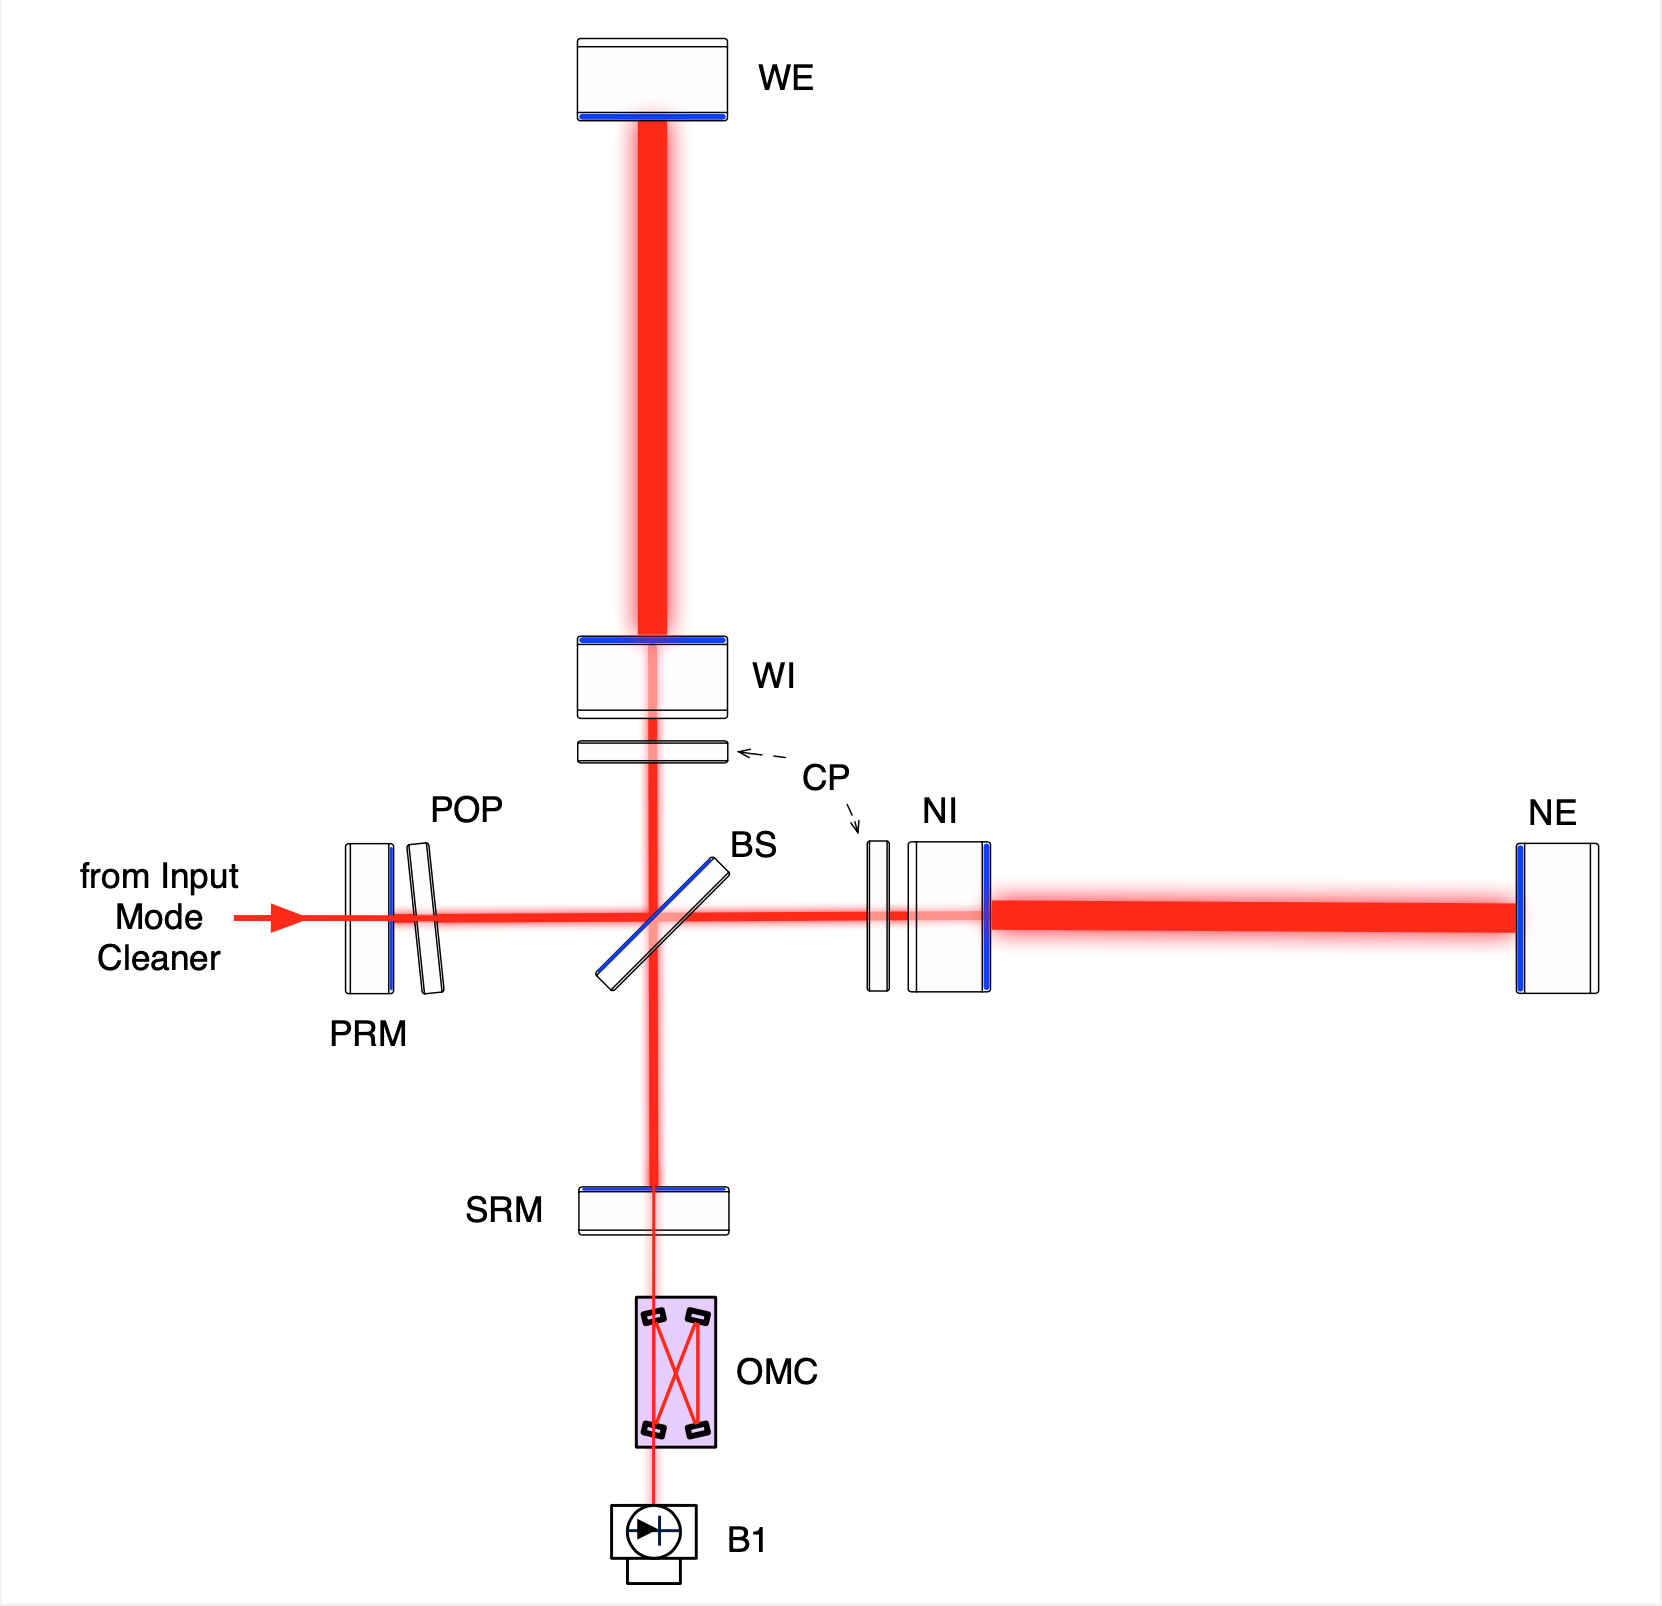 WE
WI
CP
POP
NI
NE
BS
from Input
Mode
Cleaner
PRM
SRM
OMC
B1